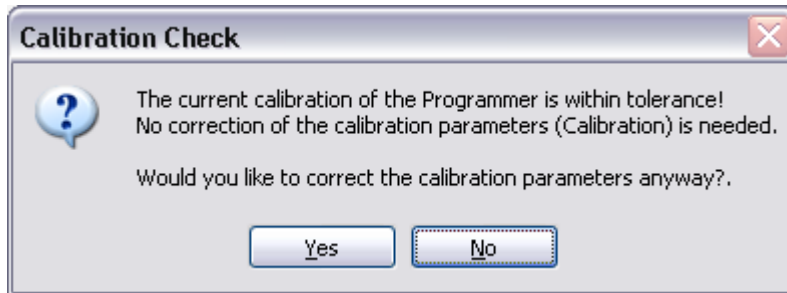 Calibration Check
The current calibration of the Programmer is within tolerance!
No correction of the calibration parameters (Calibration) is needed.
Would you like to correct the calibration parameters anyway?.
Yes No